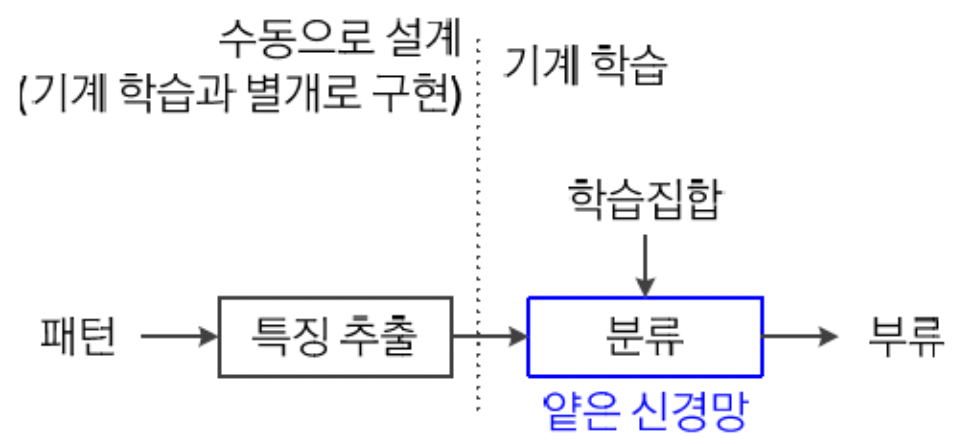 수동으로 설계
(기계 학습과 별개로 구현)
기계 학습
학습집합
패턴
특징 추출
분류
부류
얕은 신경망